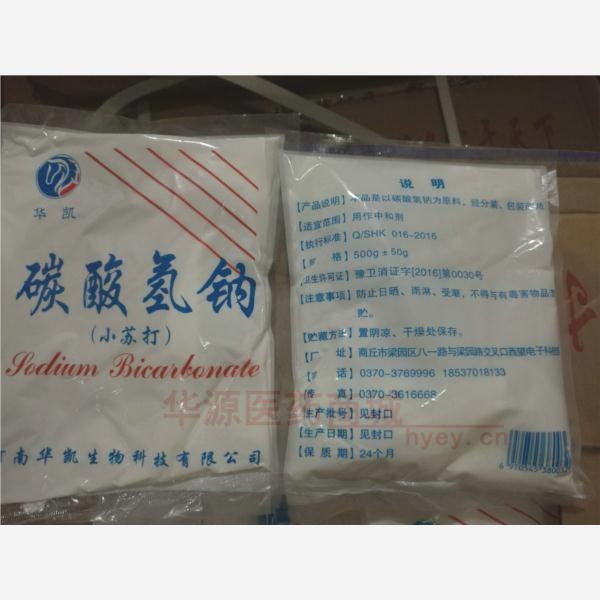 华凯
碳酸氢钠
(小苏打)
Sodium Bicarbonate
南华凯生物科技有限公司
说 明
【产品说明】本品是以碳酸氢钠为原料，经分装、包装
【适宜范围】用作中和剂
【执行标准】Q/SHK 016-2016
格】500g±50g
卫生许可证】豫卫消证字[2016]第0030号
【注意事项】防止日晒、雨淋、受潮，不得与有毒害物品
贮。
【贮藏方法】置阴凉、干燥处保存。
【厂 址】商丘市梁园区八一路与梁园路交叉口西望电子科
话】0370-3769996 18537018133
【传 真】0370-3616668
【生产批号】见封口
【生产日期】见封口
【保 质 期】24个月
华源医药商城
hyey.cn